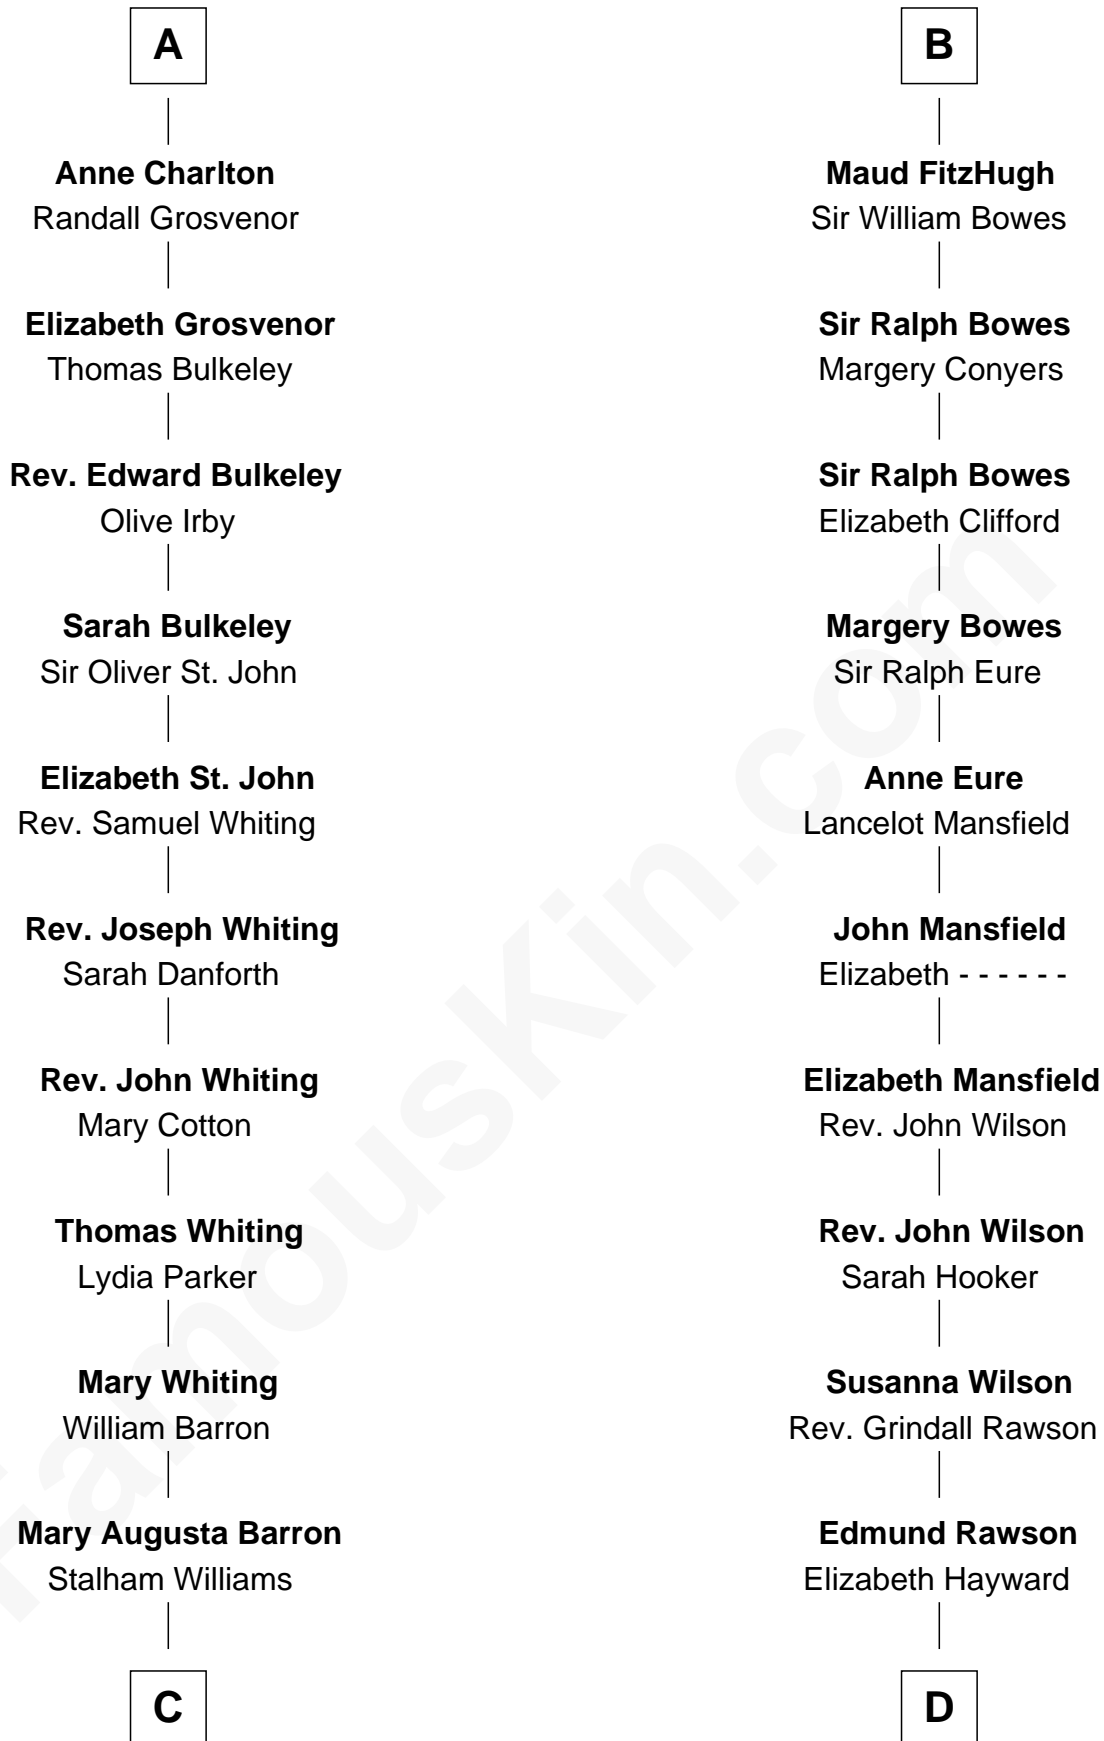 A
Anne Charlton
Randall Grosvenor
Elizabeth Grosvenor
Thomas Bulkeley
Rev. Edward Bulkeley
Olive Irby
Sarah Bulkeley
Sir Oliver St. John
Elizabeth St. John
Rev. Samuel Whiting
Rev. Joseph Whiting
Sarah Danforth
Rev. John Whiting
Mary Cotton
Thomas Whiting
Lydia Parker
Mary Whiting
William Barron
Mary Augusta Barron
Stalham Williams
C
B
Maud FitzHugh
Sir William Bowes
Sir Ralph Bowes
Margery Conyers
Sir Ralph Bowes
Elizabeth Clifford
Margery Bowes
Sir Ralph Eure
Anne Eure
Lancelot Mansfield
John Mansfield
Elizabeth - - - - - -
Elizabeth Mansfield
Rev. John Wilson
Rev. John Wilson
Sarah Hooker
Susanna Wilson
Rev. Grindall Rawson
Edmund Rawson
Elizabeth Hayward
D
FamousKin.com